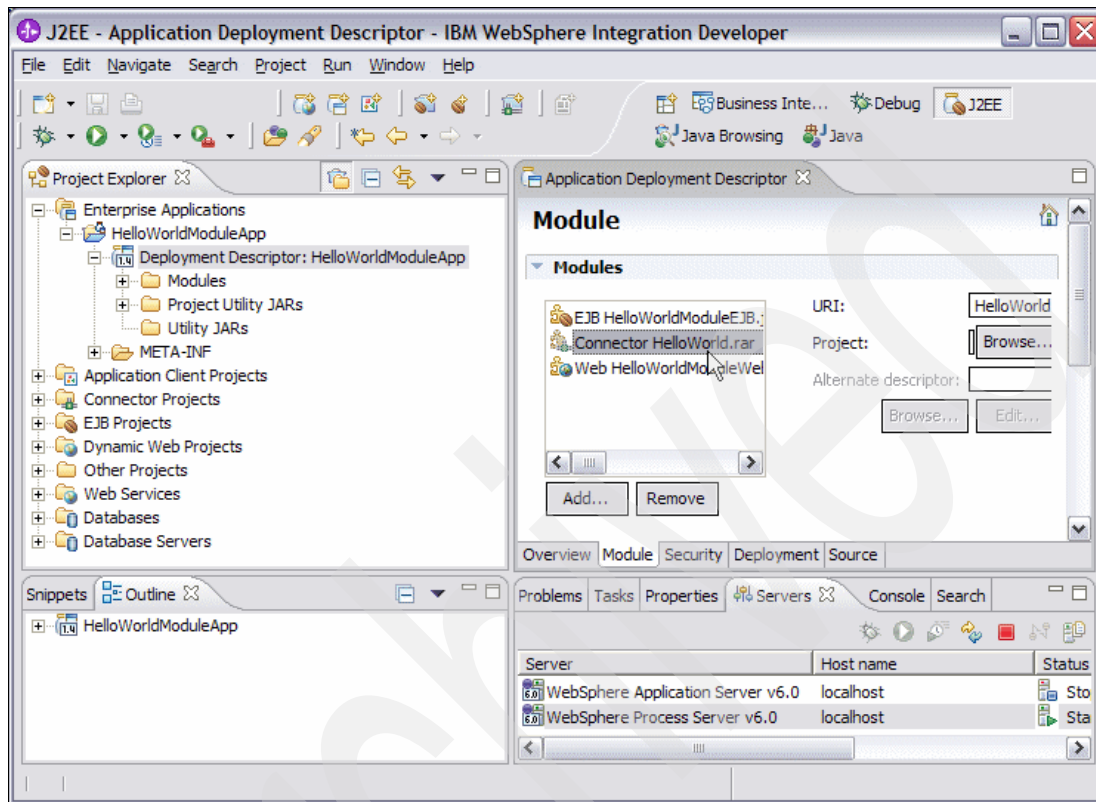 J2EE - Application Deployment Descriptor - IBM WebSphere Integration Developer
File Edit Navigate Search Project Run Window Help
Business Inte... Debug J2EE
Java Browsing Java
Project Explorer
Enterprise Applications
HelloWorldModuleApp
Deployment Descriptor: HelloWorldModuleApp
Modules
Project Utility JARs
Utility JARs
META-INF
Application Client Projects
Connector Projects
EJB Projects
Dynamic Web Projects
Other Projects
Web Services
Databases
Database Servers
Application Deployment Descriptor
Module
Modules
EJB HelloWorldModuleEJB.j
Connector HelloWorld.rar
Web HelloWorldModuleWel
Add... Remove
URI: HelloWorld
Project: Browse...
Alternate descriptor:
Browse... Edit...
Overview Module Security Deployment Source
Snippets Outline
HelloWorldModuleApp
Problems Tasks Properties Servers Console Search
Server Host name Status
WebSphere Application Server v6.0 localhost Sto
WebSphere Process Server v6.0 localhost Sta